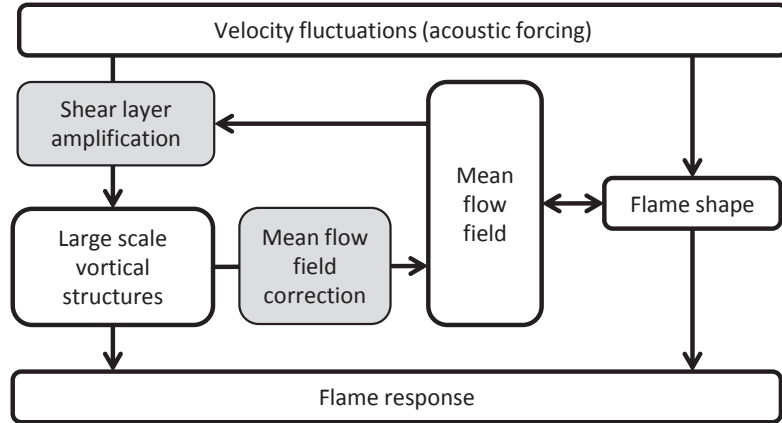 Velocity fluctuations (acoustic forcing)
Shear layer
amplification
Mean
flow
field
Flame shape
Large scale
vortical
structures
Mean flow
field
correction
Flame response